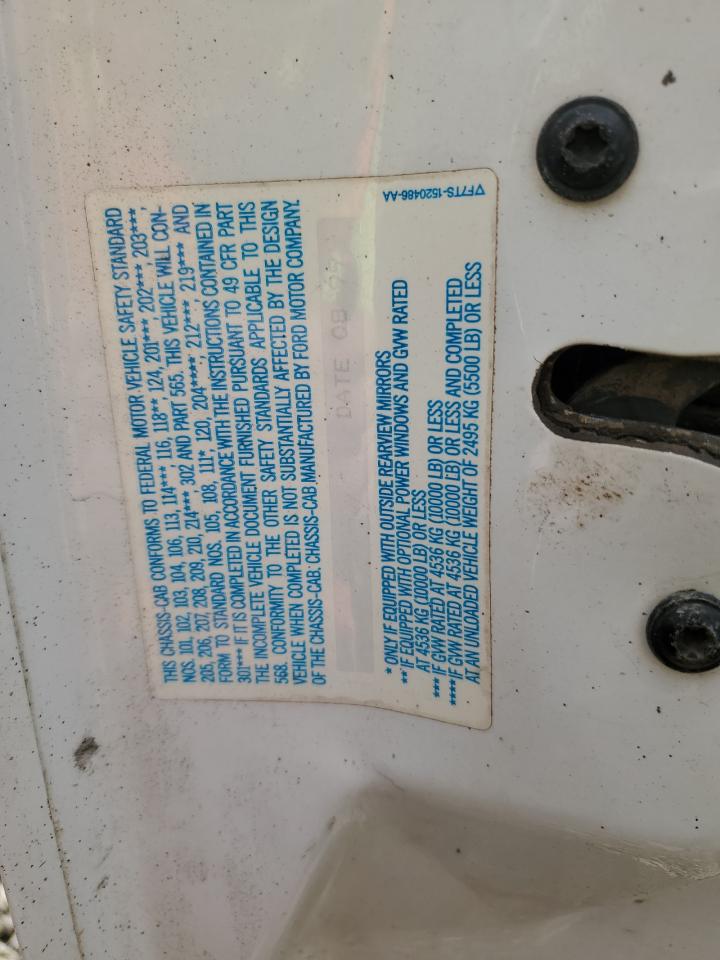 THIS CHASSIS-CAB CONFORMS TO FEDERAL MOTOR VEHICLE SAFETY STANDARD
NOS. 101, 102, 103, 104, 106, 113, 114***, 116, 118**, 124, 201***, 202***, 203***,
205, 206, 207, 208, 209, 210, 214*** 302 AND PART 565. THIS VEHICLE WILL CON-
FORM TO STANDARD NOS. 105, 108, 111*, 120, 204****, 212***, 219*** AND
301*** IF IT IS COMPLETED IN ACCORDANCE WITH THE INSTRUCTIONS CONTAINED IN
THE INCOMPLETE VEHICLE DOCUMENT FURNISHED PURSUANT TO 49 CFR PART
568. CONFORMITY TO THE OTHER SAFETY STANDARDS APPLICABLE TO THIS
VEHICLE WHEN COMPLETED IS NOT SUBSTANTIALLY AFFECTED BY THE DESIGN
OF THE CHASSIS-CAB: CHASSIS-CAB MANUFACTURED BY FORD MOTOR COMPANY.
DATE 08
* ONLY IF EQUIPPED WITH OUTSIDE REARVIEW MIRRORS
** IF EQUIPPED WITH OPTIONAL POWER WINDOWS AND GVW RATED
AT 4536 KG (10000 LB) OR LESS
*** IF GVW RATED AT 4536 KG (10000 LB) OR LESS
**** IF GVW RATED AT 4536 KG (10000 LB) OR LESS AND COMPLETED
AT AN UNLOADED VEHICLE WEIGHT OF 2495 KG (5500 LB) OR LESS
▽F7TS-1520486-AA